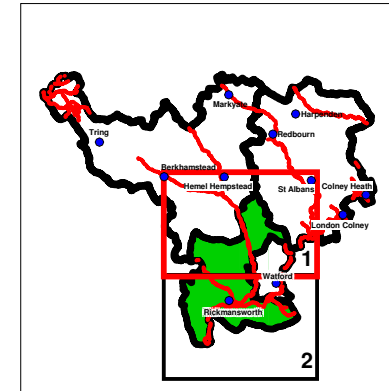 Markyate
Harpenden
Tring
Redbourn
Berkhamstead
Hemel Hempstead
St Albans
Colney Heath
London Colney
1
Watford
Rickmansworth
2